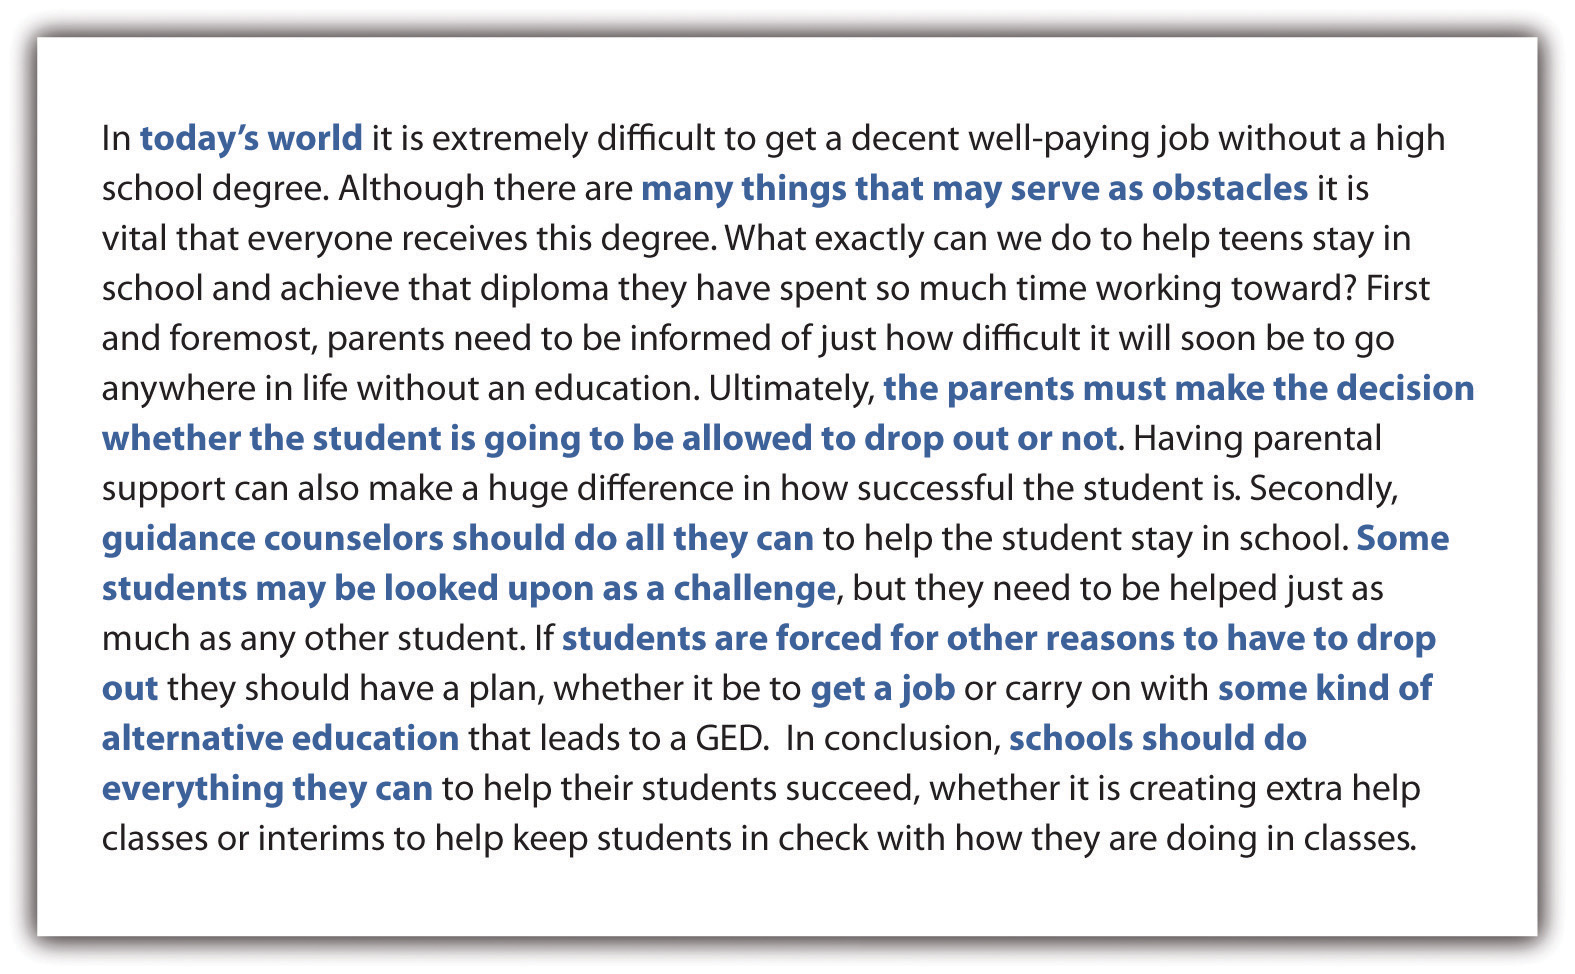 In today’s world it is extremely difficult to get a decent well-paying job without a high
school degree. Although there are many things that may serve as obstacles it is
vital that everyone receives this degree. What exactly can we do to help teens stay in
school and achieve that diploma they have spent so much time working toward? First
and foremost, parents need to be informed of just how difficult it will soon be to go
anywhere in life without an education. Ultimately, the parents must make the decision
whether the student is going to be allowed to drop out or not. Having parental
support can also make a huge difference in how successful the student is. Secondly,
guidance counselors should do all they can to help the student stay in school. Some
students may be looked upon as a challenge, but they need to be helped just as
much as any other student. If students are forced for other reasons to have to drop
out they should have a plan, whether it be to get a job or carry on with some kind of
alternative education that leads to a GED.  In conclusion, schools should do
everything they can to help their students succeed, whether it is creating extra help
classes or interims to help keep students in check with how they are doing in classes.